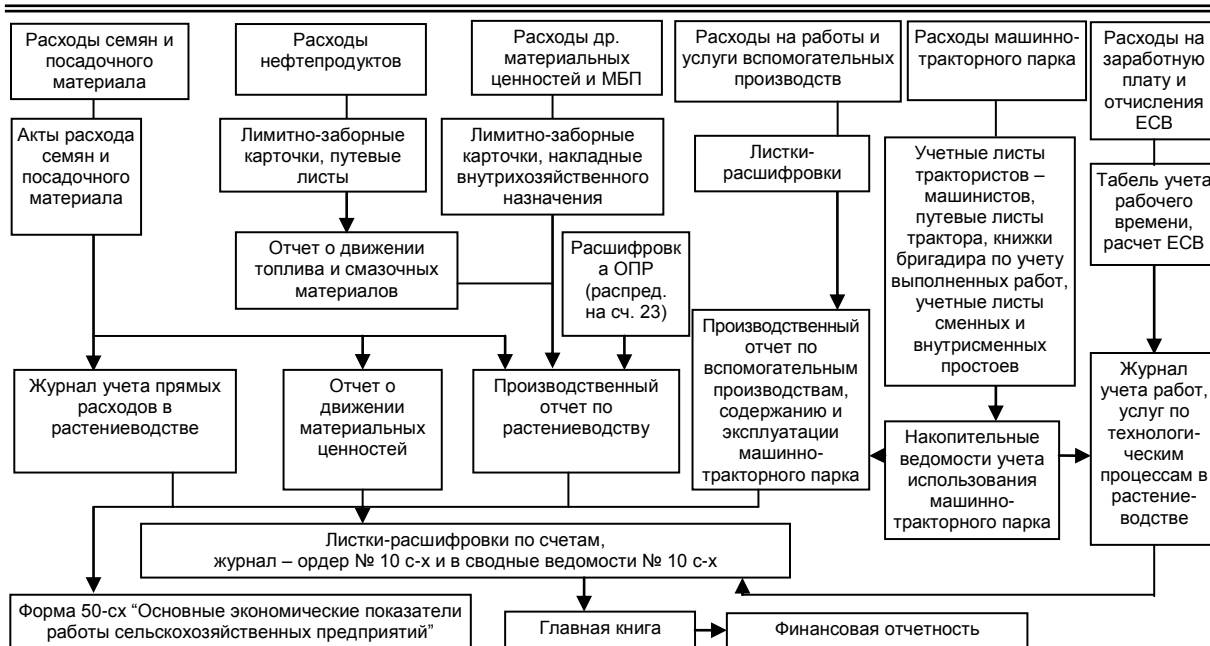 Расходы семян и
посадочного
материала
Расходы
нефтепродуктов
Расходы др.
материальных
ценностей и МБП
Расходы на работы и
услуги вспомогательных
производств
Расходы машинно-
тракторного парка
Расходы на
заработную
плату и
отчисления
ЕСВ
Акты расхода
семян и
посадочного
материала
Лимитно-заборные
карточки, путевые
листы
Лимитно-заборные
карточки, накладные
внутрихозяйственного
назначения
Листки-
расшифровки
Учетные листы
трактористов –
машинистов,
путевые листы
трактора, книжки
бригадира по учету
выполненных работ,
учетные листы
сменных и
внутрисменных
простоев
Табель учета
рабочего
времени,
расчет ЕСВ
Отчет о движении
топлива и смазочных
материалов
Расшифровк
а ОПР
(распред.
на сч. 23)
Производственный
отчет по
вспомогательным
производствам,
содержанию и
эксплуатации
машинно-
тракторного парка
Журнал учета прямых
расходов в
растениеводстве
Отчет о
движении
материальных
ценностей
Производственный
отчет по
растениеводству
Накопительные
ведомости учета
использования
машинно-
тракторного парка
Журнал
учета работ,
услуг по
технологи-
ческим
процессам в
растение-
водстве
Листки-расшифровки по счетам,
журнал – ордер № 10 с-х и в сводные ведомости № 10 с-х
Форма 50-сх “Основные экономические показатели
работы сельскохозяйственных предприятий”
Главная книга
Финансовая отчетность